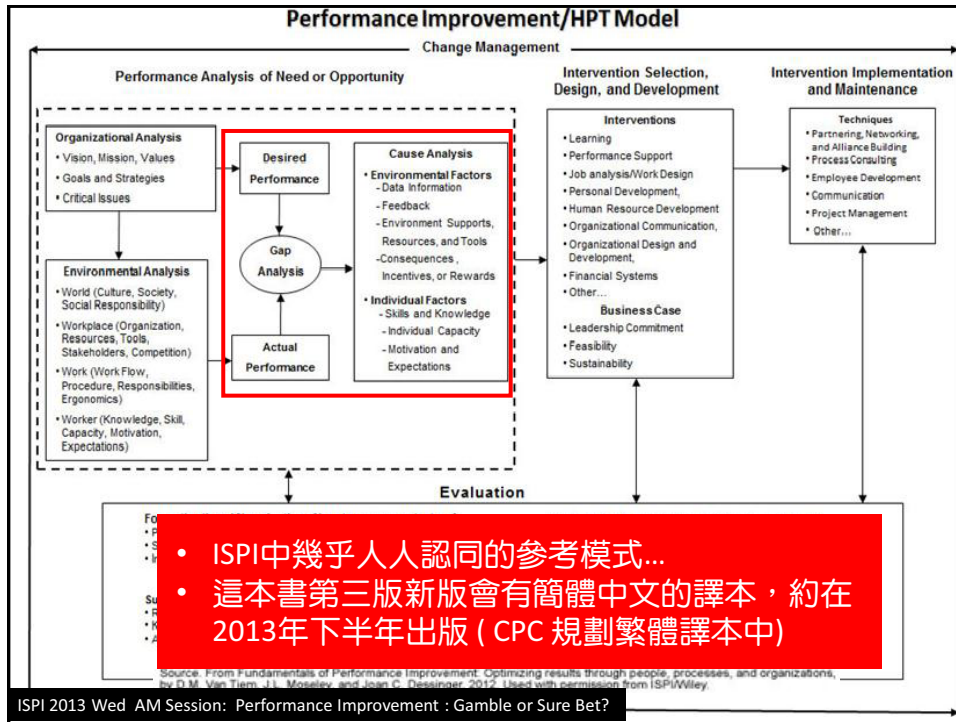 Performance Improvement/HPT Model
Change Management
Performance Analysis of Need or Opportunity
Intervention Selection,
Design, and Development
Intervention Implementation
and Maintenance
Organizational Analysis
• Vision, Mission, Values
• Goals and Strategies
• Critical Issues
Environmental Analysis
• World (Culture, Society,
Social Responsibility)
• Workplace (Organization,
Resources, Tools,
Stakeholders, Competition)
• Work (Work Flow,
Procedure, Responsibilities,
Ergonomics)
• Worker (Knowledge, Skill,
Capacity, Motivation,
Expectations)
Desired
Performance
Gap
Analysis
Actual
Performance
Cause Analysis
• Environmental Factors
- Data Information
- Feedback
- Environment Supports,
Resources, and Tools
- Consequences,
Incentives, or Rewards
• Individual Factors
- Skills and Knowledge
- Individual Capacity
- Motivation and
Expectations
Interventions
• Learning
• Performance Support
• Job analysis/Work Design
• Personal Development,
• Human Resource Development
• Organizational Communication,
• Organizational Design and
Development,
• Financial Systems
• Other...
Business Case
• Leadership Commitment
• Feasibility
• Sustainability
Techniques
• Partnering, Networking,
and Alliance Building
• Process Consulting
• Employee Development
• Communication
• Project Management
• Other...
Evaluation
• ISPI中幾乎人人認同的參考模式...
• 這本書第三版新版會有簡體中文的譯本，約在
2013年下半年出版 ( CPC 規劃繁體譯本中)
Source. From Fundamentals of Performance Improvement: Optimizing results through people, processes, and organizations,
by D.M. Van Tiem, J.L. Moseley, and Joan C. Dessinger, 2012. Used with permission from ISPI/Wiley.
ISPI 2013 Wed AM Session: Performance Improvement : Gamble or Sure Bet?